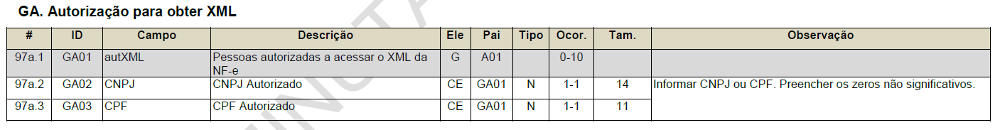 GA. Autorização para obter XML
# ID Campo Descrição Ele Pai Tipo Ocor. Tam. Observação
97a.1 GA01 autXML Pessoas autorizadas a acessar o XML da NF-e G A01 0-10
97a.2 GA02 CNPJ CNPJ Autorizado CE GA01 N 1-1 14 Informar CNPJ ou CPF. Preencher os zeros não significativos.
97a.3 GA03 CPF CPF Autorizado CE GA01 N 1-1 11